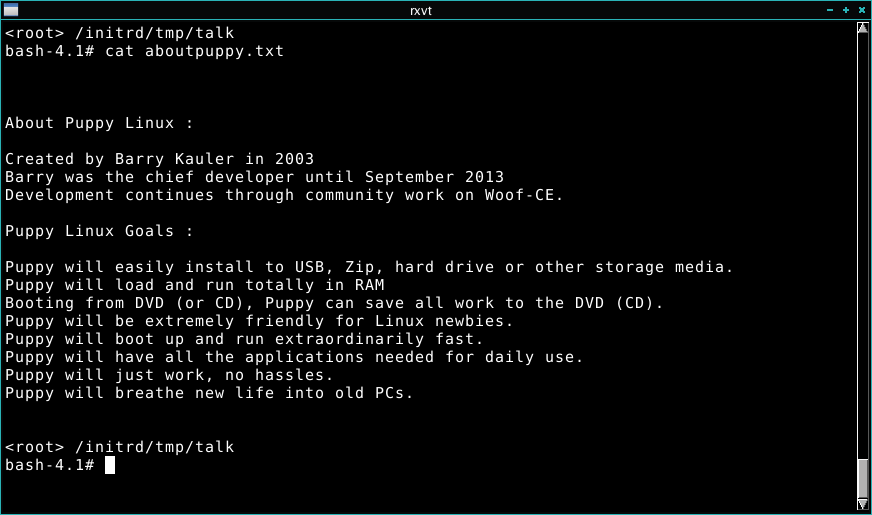 rxvt
<root> /initrd/tmp/talk
bash-4.1# cat aboutpuppy.txt
About Puppy Linux :
Created by Barry Kauler in 2003
Barry was the chief developer until September 2013
Development continues through community work on Woof-CE.
Puppy Linux Goals :
Puppy will easily install to USB, Zip, hard drive or other storage media.
Puppy will load and run totally in RAM
Booting from DVD (or CD), Puppy can save all work to the DVD (CD).
Puppy will be extremely friendly for Linux newbies.
Puppy will boot up and run extraordinarily fast.
Puppy will have all the applications needed for daily use.
Puppy will just work, no hassles.
Puppy will breathe new life into old PCs.
<root> /initrd/tmp/talk
bash-4.1#